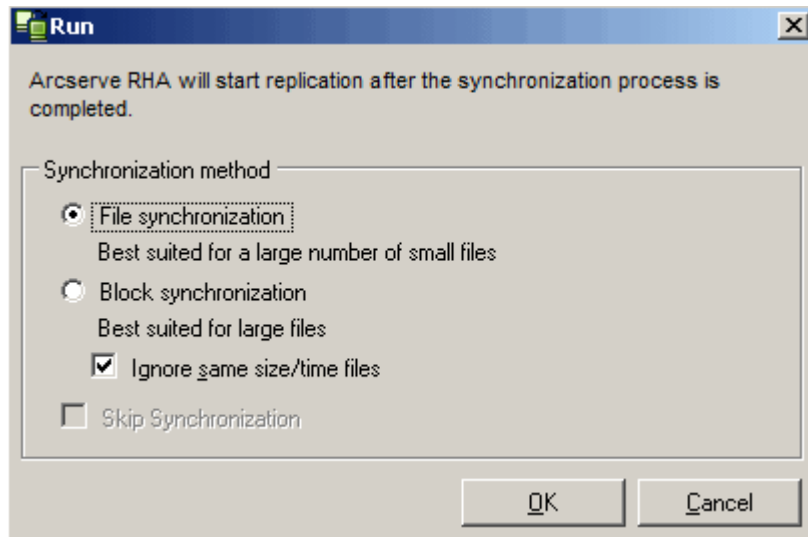 Run
Arcserve RHA will start replication after the synchronization process is
completed.
Synchronization method
File synchronization
Best suited for a large number of small files
Block synchronization
Best suited for large files
Ignore same size/time files
Skip Synchronization
OK
Cancel